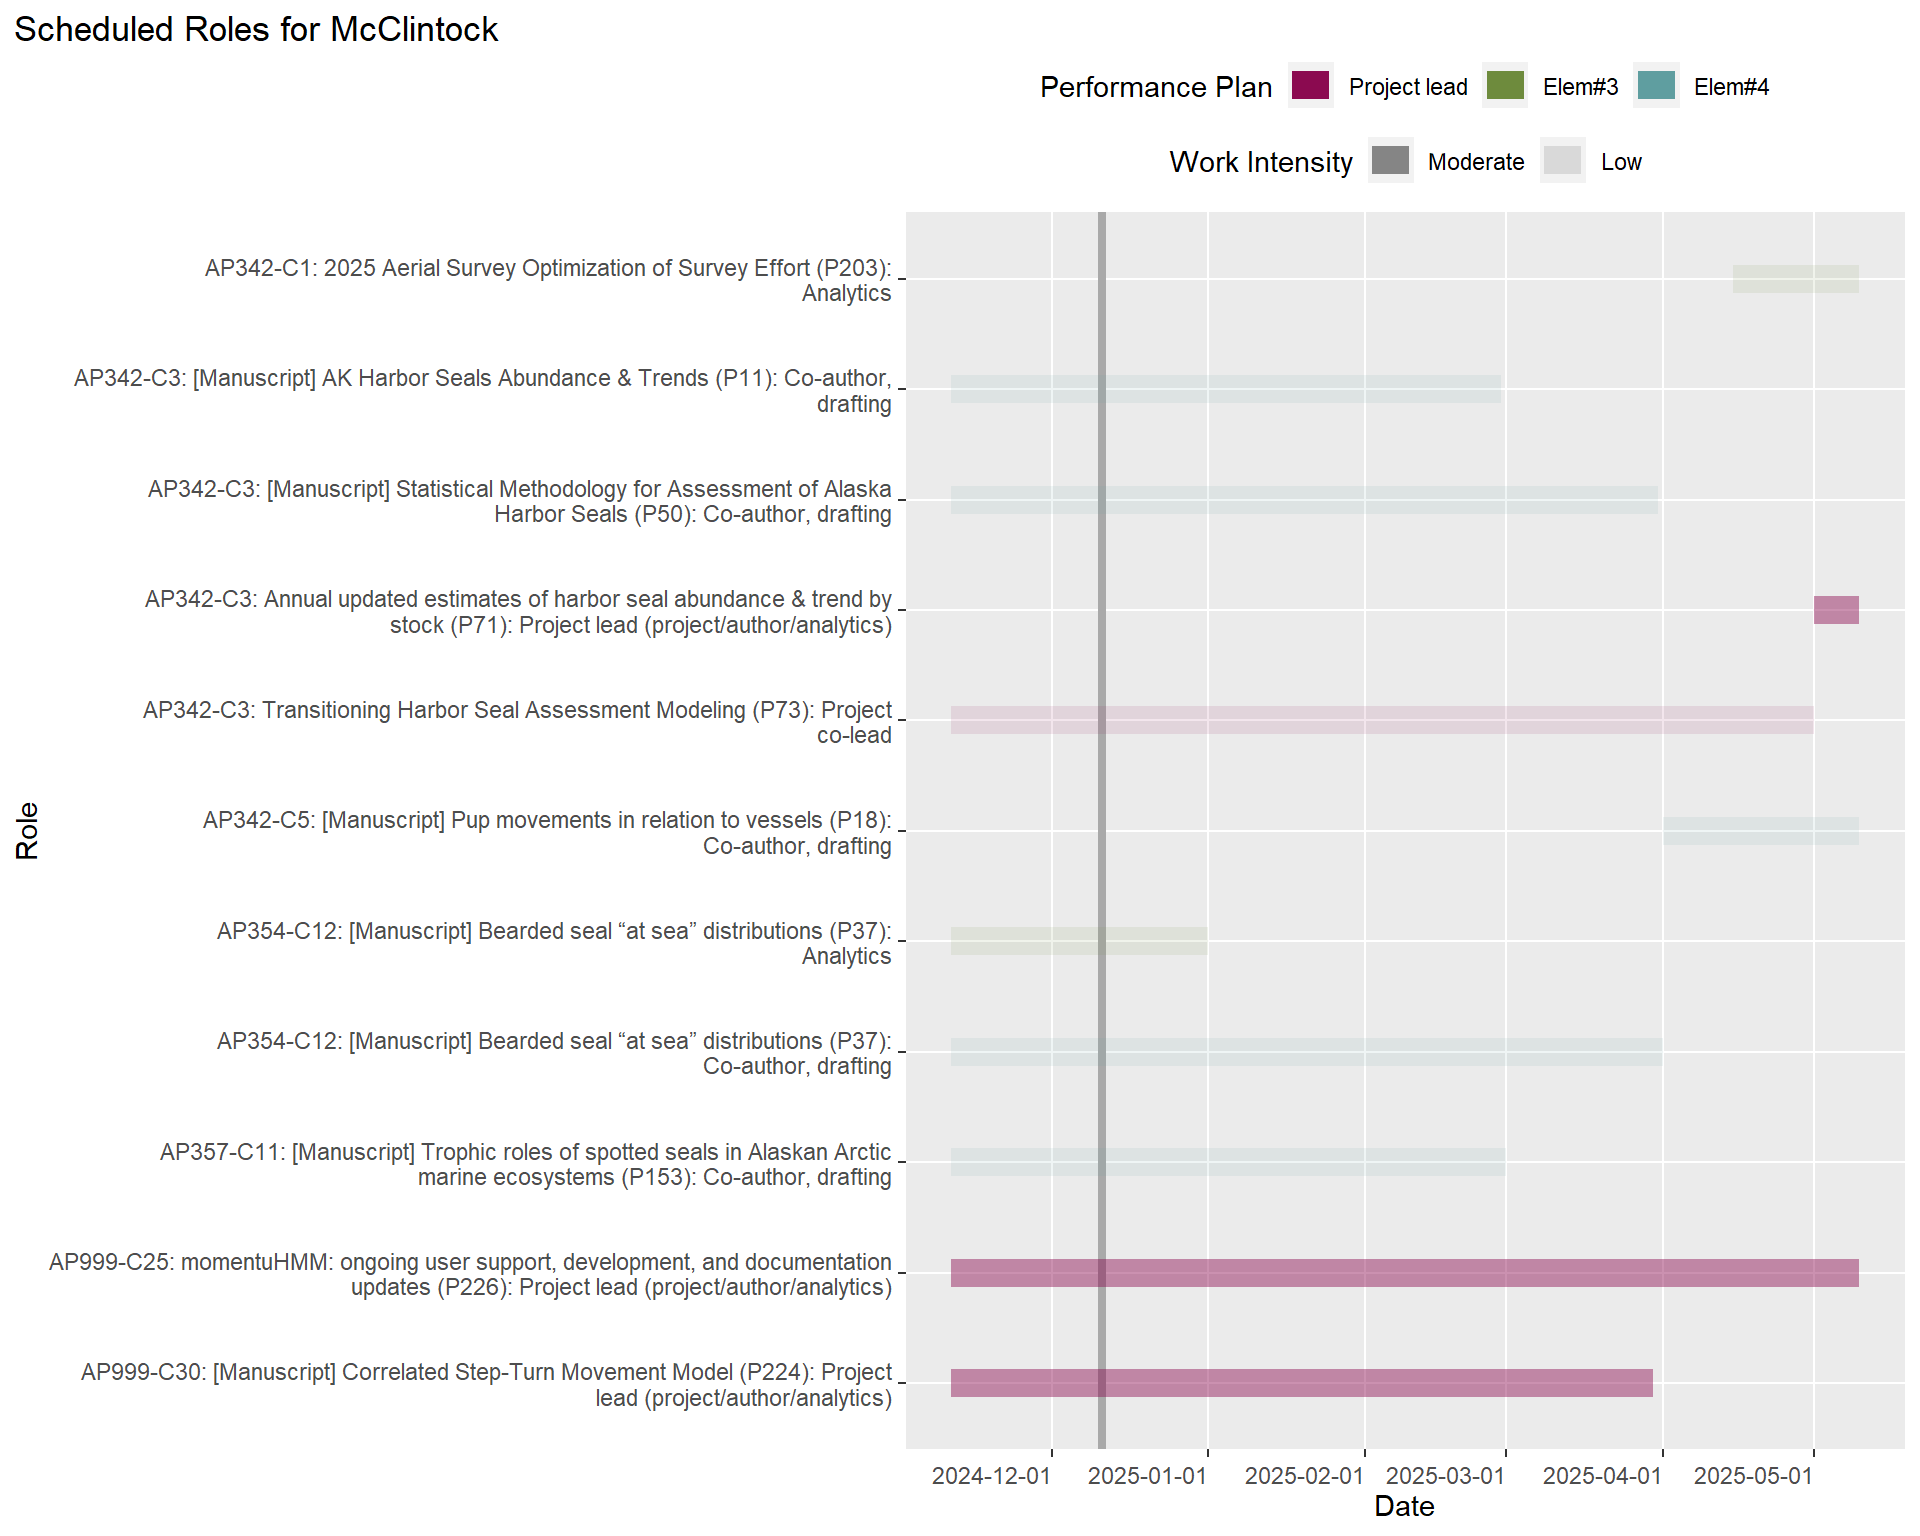 Scheduled Roles for McClintock
Performance Plan Project lead Elem#3 Elem#4
Work Intensity Moderate Low
AP342-C1: 2025 Aerial Survey Optimization of Survey Effort (P203):
Analytics
AP342-C3: [Manuscript] AK Harbor Seals Abundance & Trends (P11): Co-author,
drafting
AP342-C3: [Manuscript] Statistical Methodology for Assessment of Alaska
Harbor Seals (P50): Co-author, drafting
AP342-C3: Annual updated estimates of harbor seal abundance & trend by
stock (P71): Project lead (project/author/analytics)
AP342-C3: Transitioning Harbor Seal Assessment Modeling (P73): Project
co-lead
AP342-C5: [Manuscript] Pup movements in relation to vessels (P18):
Co-author, drafting
AP354-C12: [Manuscript] Bearded seal “at sea” distributions (P37):
Analytics
AP354-C12: [Manuscript] Bearded seal “at sea” distributions (P37):
Co-author, drafting
AP357-C11: [Manuscript] Trophic roles of spotted seals in Alaskan Arctic
marine ecosystems (P153): Co-author, drafting
AP999-C25: momentuHMM: ongoing user support, development, and documentation
updates (P226): Project lead (project/author/analytics)
AP999-C30: [Manuscript] Correlated Step-Turn Movement Model (P224): Project
lead (project/author/analytics)
Role
2024-12-01 2025-01-01 2025-02-01 2025-03-01 2025-04-01 2025-05-01
Date